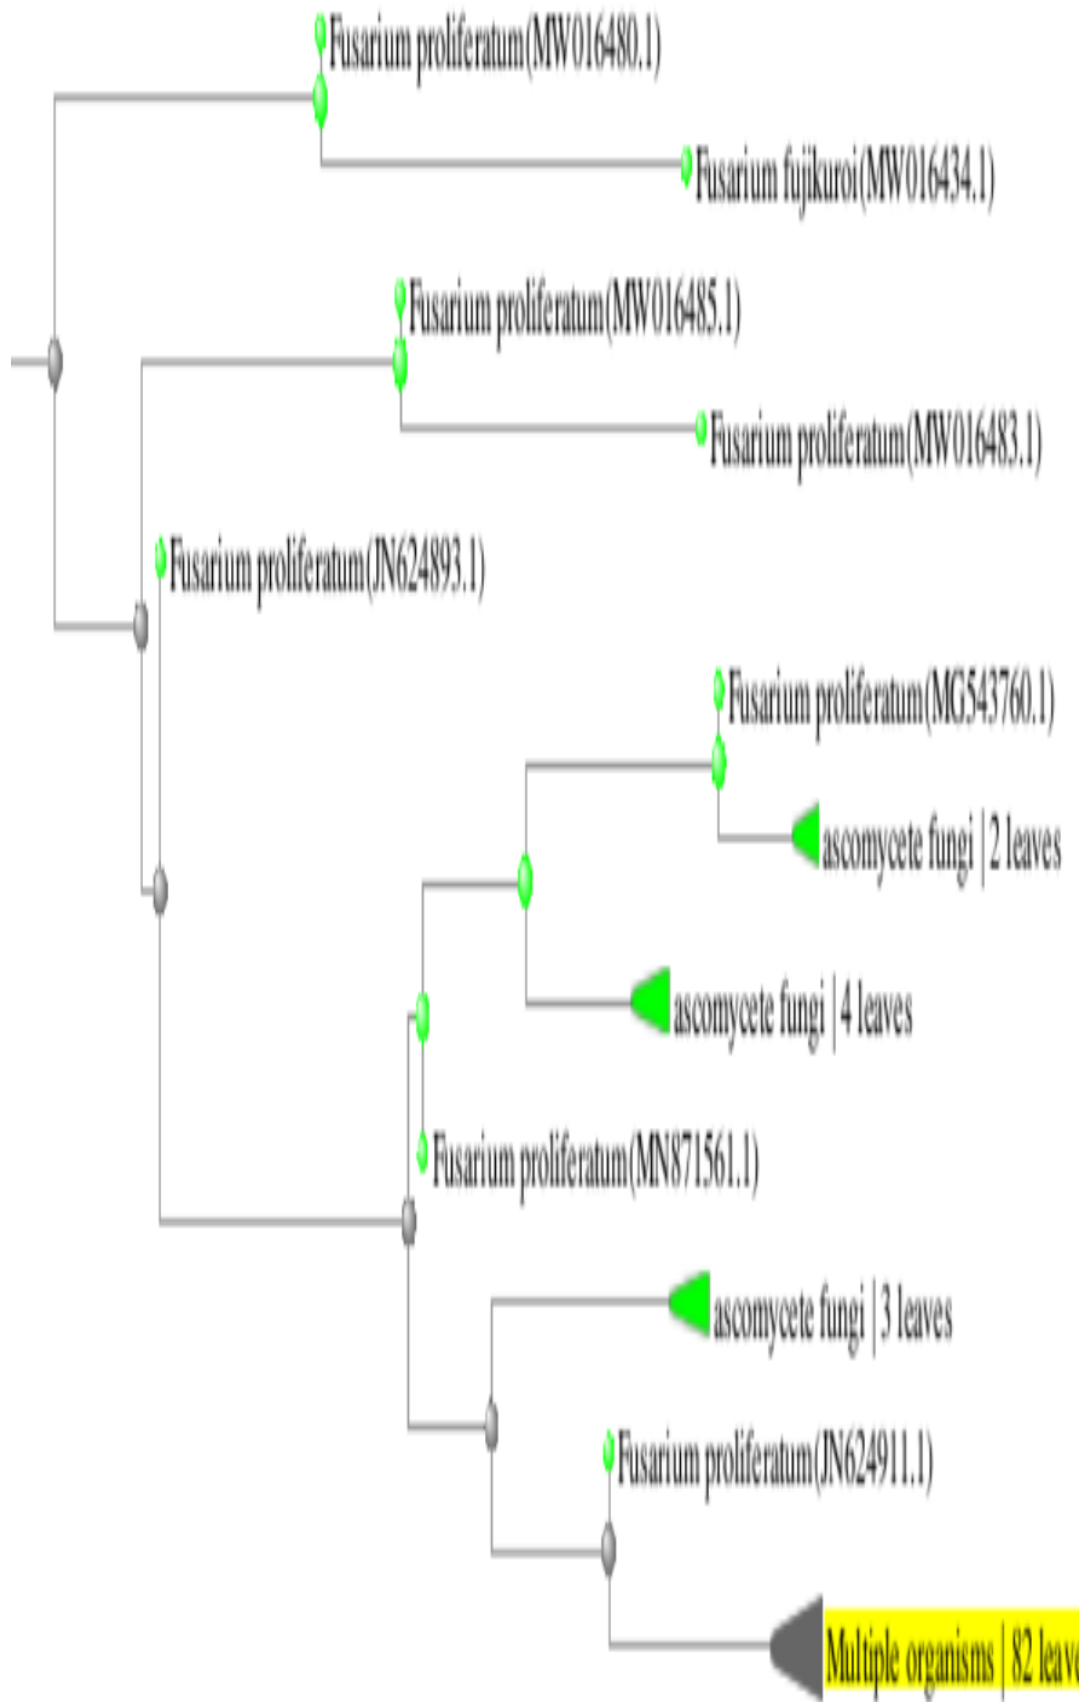 Fusarium proliferatum(MW016480.1)
Fusarium fujikuroi(MW016434.1)
Fusarium proliferatum(MW016485.1)
Fusarium proliferatum(MW016483.1)
Fusarium proliferatum(JN624893.1)
Fusarium proliferatum(MG543760.1)
ascomycete fungi | 2 leaves
ascomycete fungi | 4 leaves
Fusarium proliferatum(MN871561.1)
ascomycete fungi | 3 leaves
Fusarium proliferatum(JN624911.1)
Multiple organisms | 82 leave